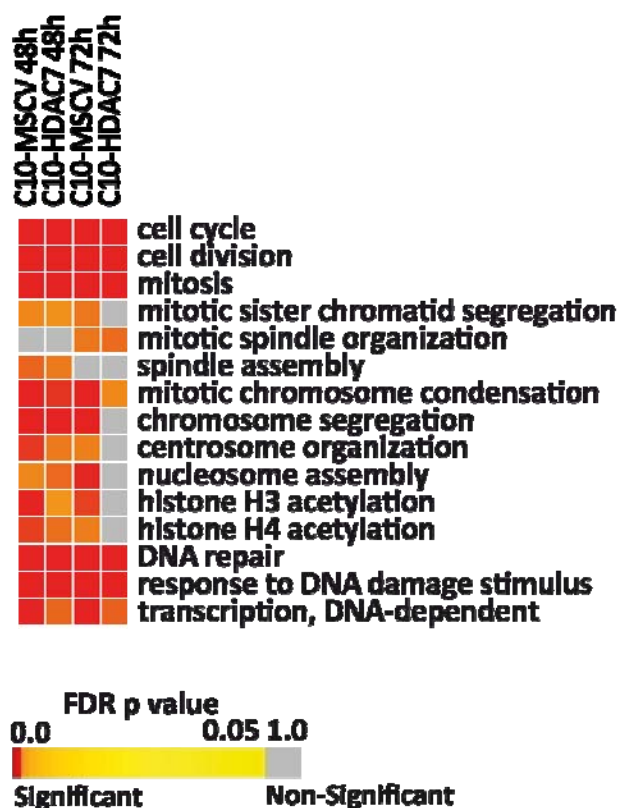 C10-MSCV 48h
C10-HDAC7 48h
C10-MSCV 72h
C10-HDAC7 72h
cell cycle
cell division
mitosis
mitotic sister chromatid segregation
mitotic spindle organization
spindle assembly
mitotic chromosome condensation
chromosome segregation
centrosome organization
nucleosome assembly
histone H3 acetylation
histone H4 acetylation
DNA repair
response to DNA damage stimulus
transcription, DNA-dependent
FDR p value
0.0 0.05 1.0
Significant Non-Significant